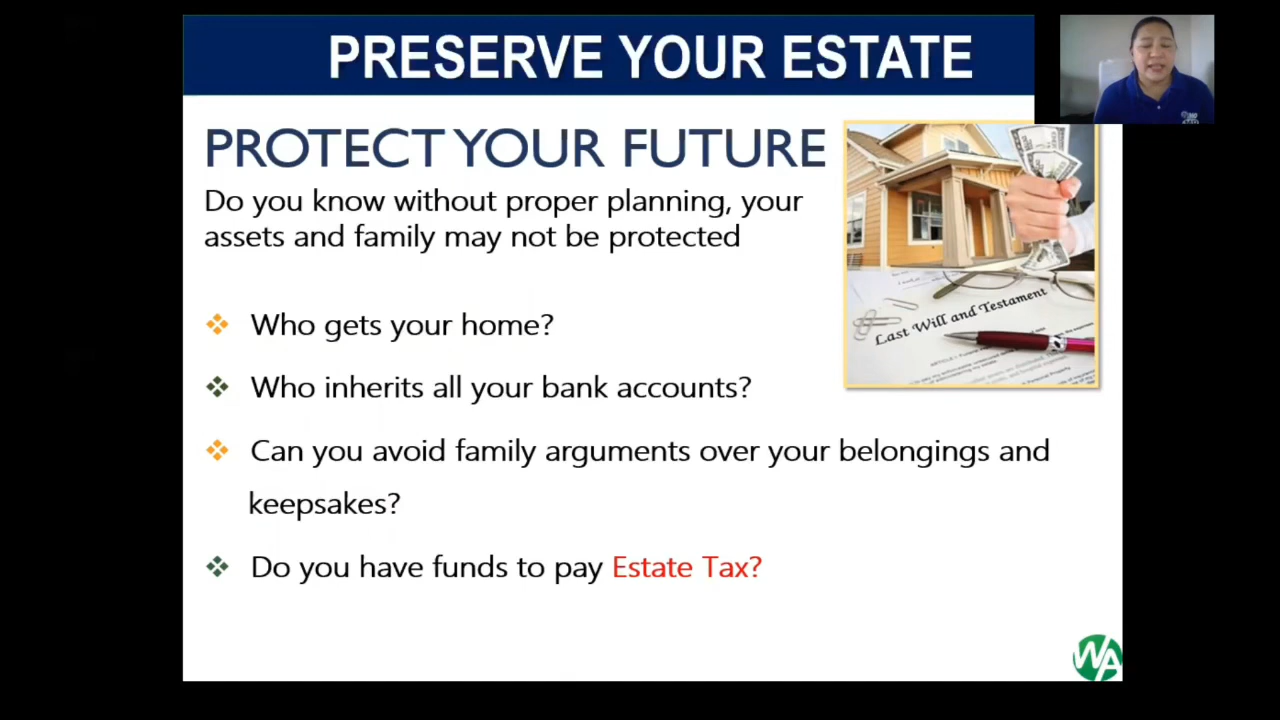 PRESERVE YOUR ESTATE
PROTECT YOUR FUTURE
Do you know without proper planning, your
assets and family may not be protected
Last Will and Testament
Who gets your home?
Who inherits all your bank accounts?
Can you avoid family arguments over your belongings and
keepsakes?
Do you have funds to pay Estate Tax?
WA